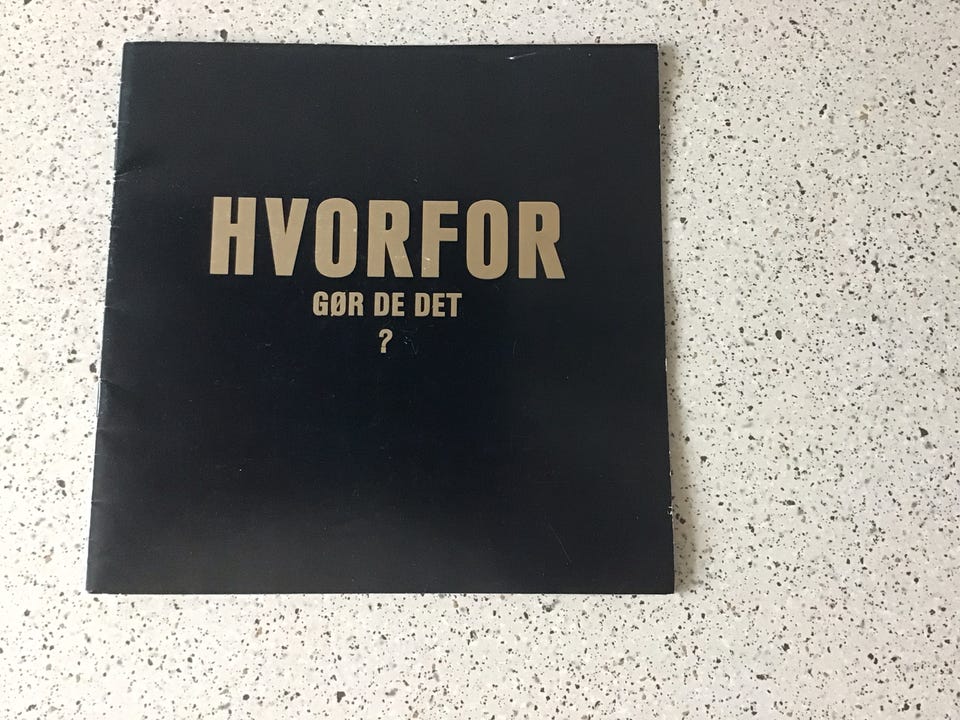 HVORFOR
GØR DE DET
?